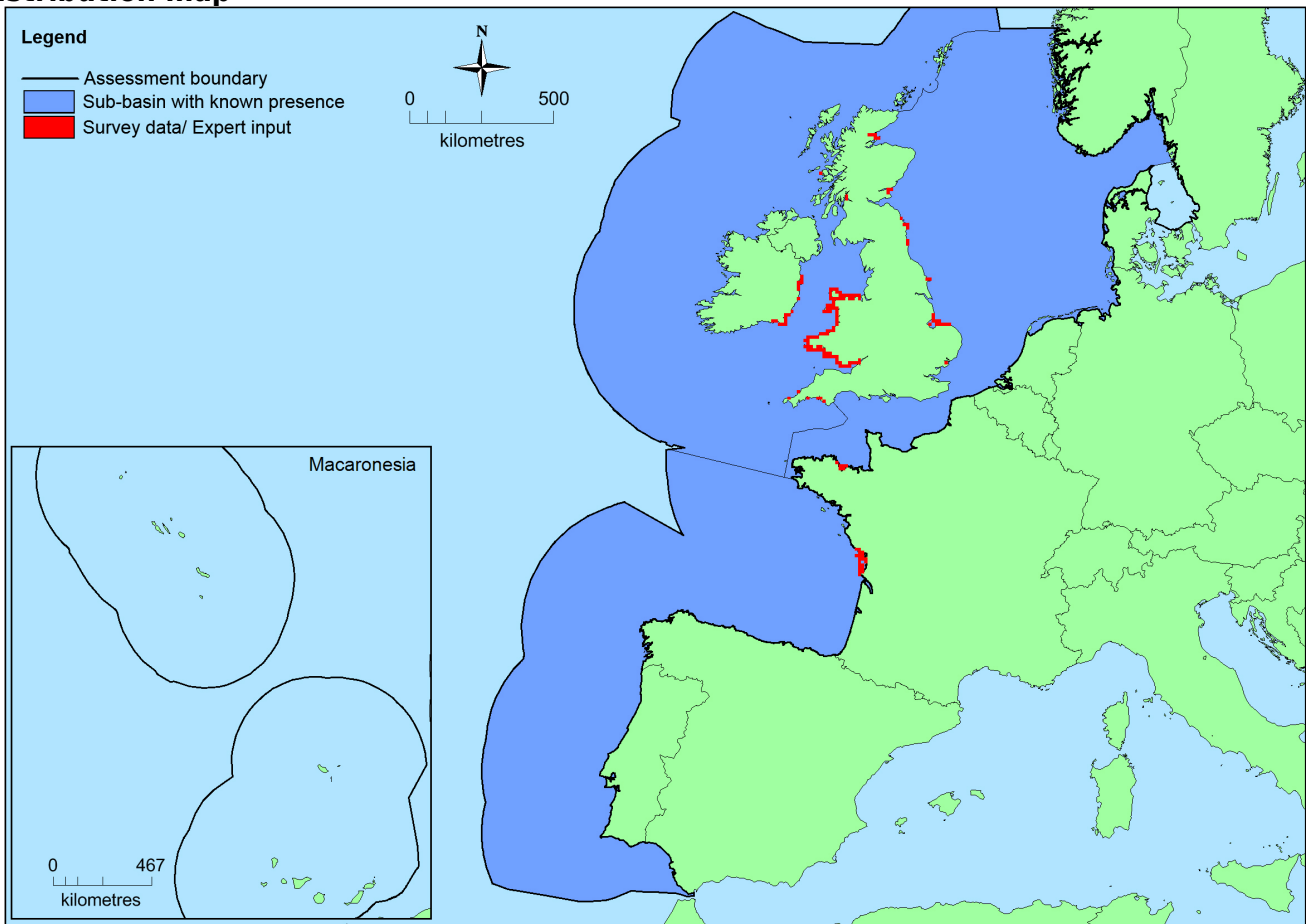 Legend
Assessment boundary
Sub-basin with known presence
Survey data/ Expert input
N
0 500
kilometres
Macaronesia
0 467
kilometres